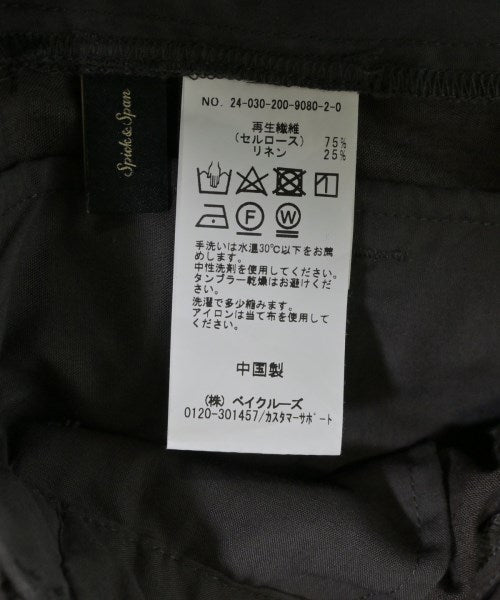 Spick & Span
NO. 24-030-200-9080-2-0
再生繊維
(セルロース) 75%
リネン 25%
F W
手洗いは水温30℃以下をお薦
めします。
中性洗剤を使用してください。
タンブラー乾燥はお避けくださ
い。
洗濯で多少縮みます。
アイロンは当て布を使用して
ください。
中国製
(株) ベイクルーズ
0120-301457/カスタマーサポート